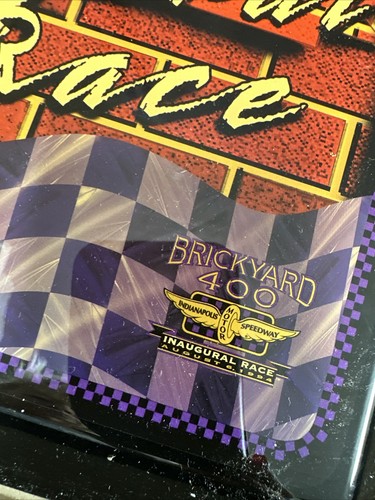 Race
BRICKYARD
400
INDIANAPOLIS MOTOR SPEEDWAY
INAUGURAL RACE
AUGUST 6, 1994